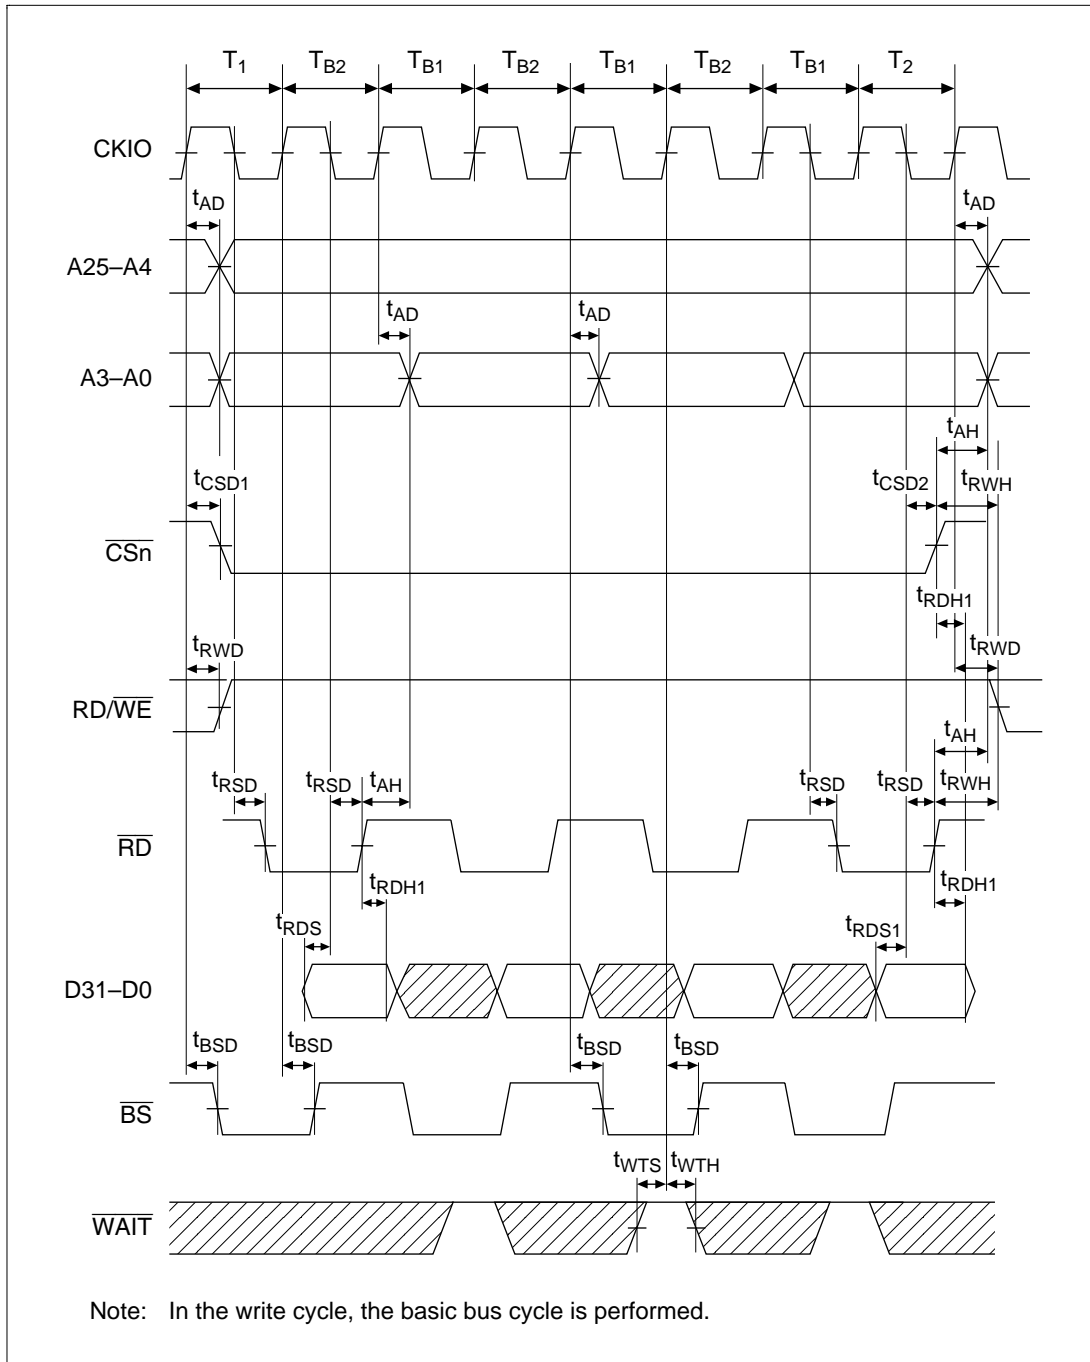 T1 TB2 TB1 TB2 TB1 TB2 TB1 T2
CKIO
tAD tAD
A25–A4
tAD tAD
A3–A0
tAH
tCSD1 tCSD2 tRWH
CSn
tRDH1
tRWD tRWD
RD/WE
tAH
tRSD tRSD tAH tRSD tRSD tRWH
RD
tRDH1 tRDH1
tRDS tRDS1
D31–D0
tBSD tBSD tBSD tBSD
BS
tWTS tWTH
WAIT
Note: In the write cycle, the basic bus cycle is performed.